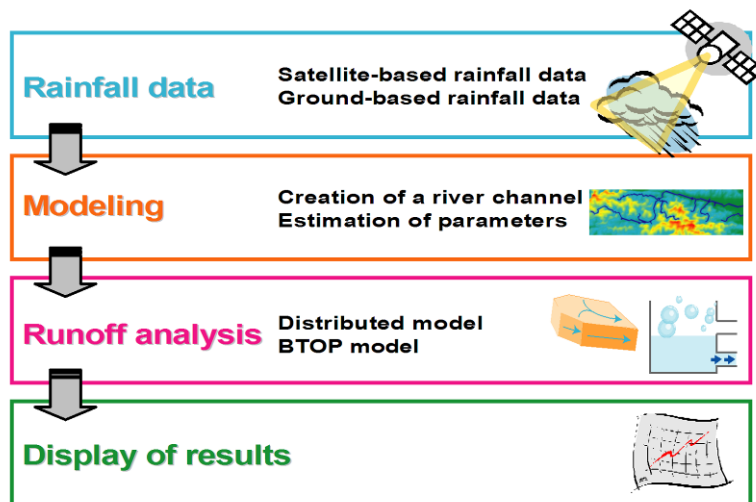 Rainfall data
Satellite-based rainfall data
Ground-based rainfall data
Modeling
Creation of a river channel
Estimation of parameters
Runoff analysis
Distributed model
BTOP model
Display of results